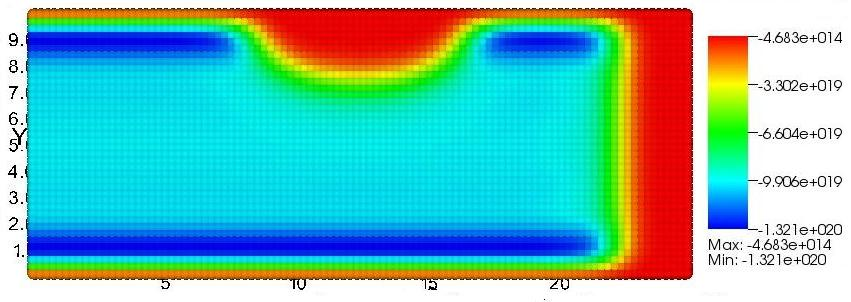 9.
8.
7.
6.
Y
5.
4.
3.
2.
1.
5 10 15 20
-4.683e+014
-3.302e+019
-6.604e+019
-9.906e+019
-1.321e+020
Max: -4.683e+014
Min: -1.321e+020